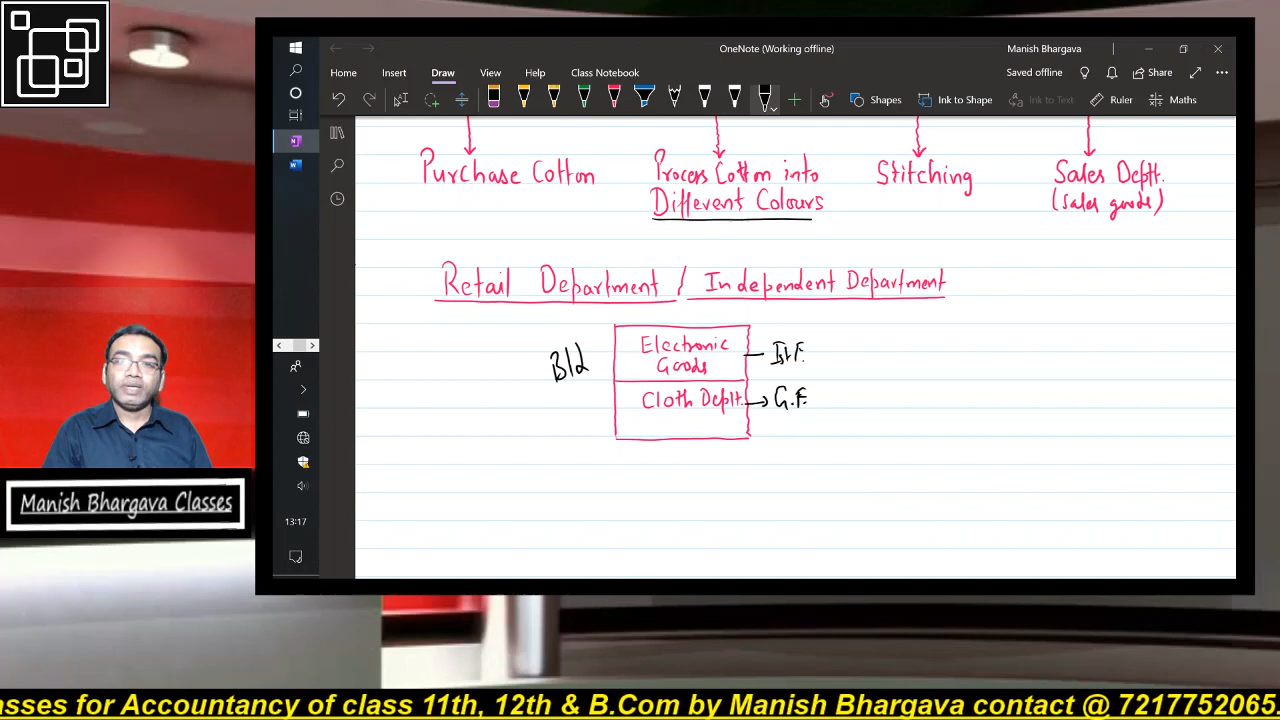 OneNote (Working offline)
Manish Bhargava
Home Insert Draw View Help Class Notebook
Saved offline
Share
Shapes
Ink to Shape
Ink to Text
Ruler
Maths
Purchase Cotton
Process Cotton into
Different Colours
Stitching
Sales Deptt.
(Sales goods)
Retail Department / Independent Department
Electronic
Goods
Ist F.
Bld
Cloth Deptt.
G.F
Manish Bhargava Classes
13:17
asses for Accountancy of class 11th, 12th & B.Com by Manish Bhargava contact @ 7217752065.